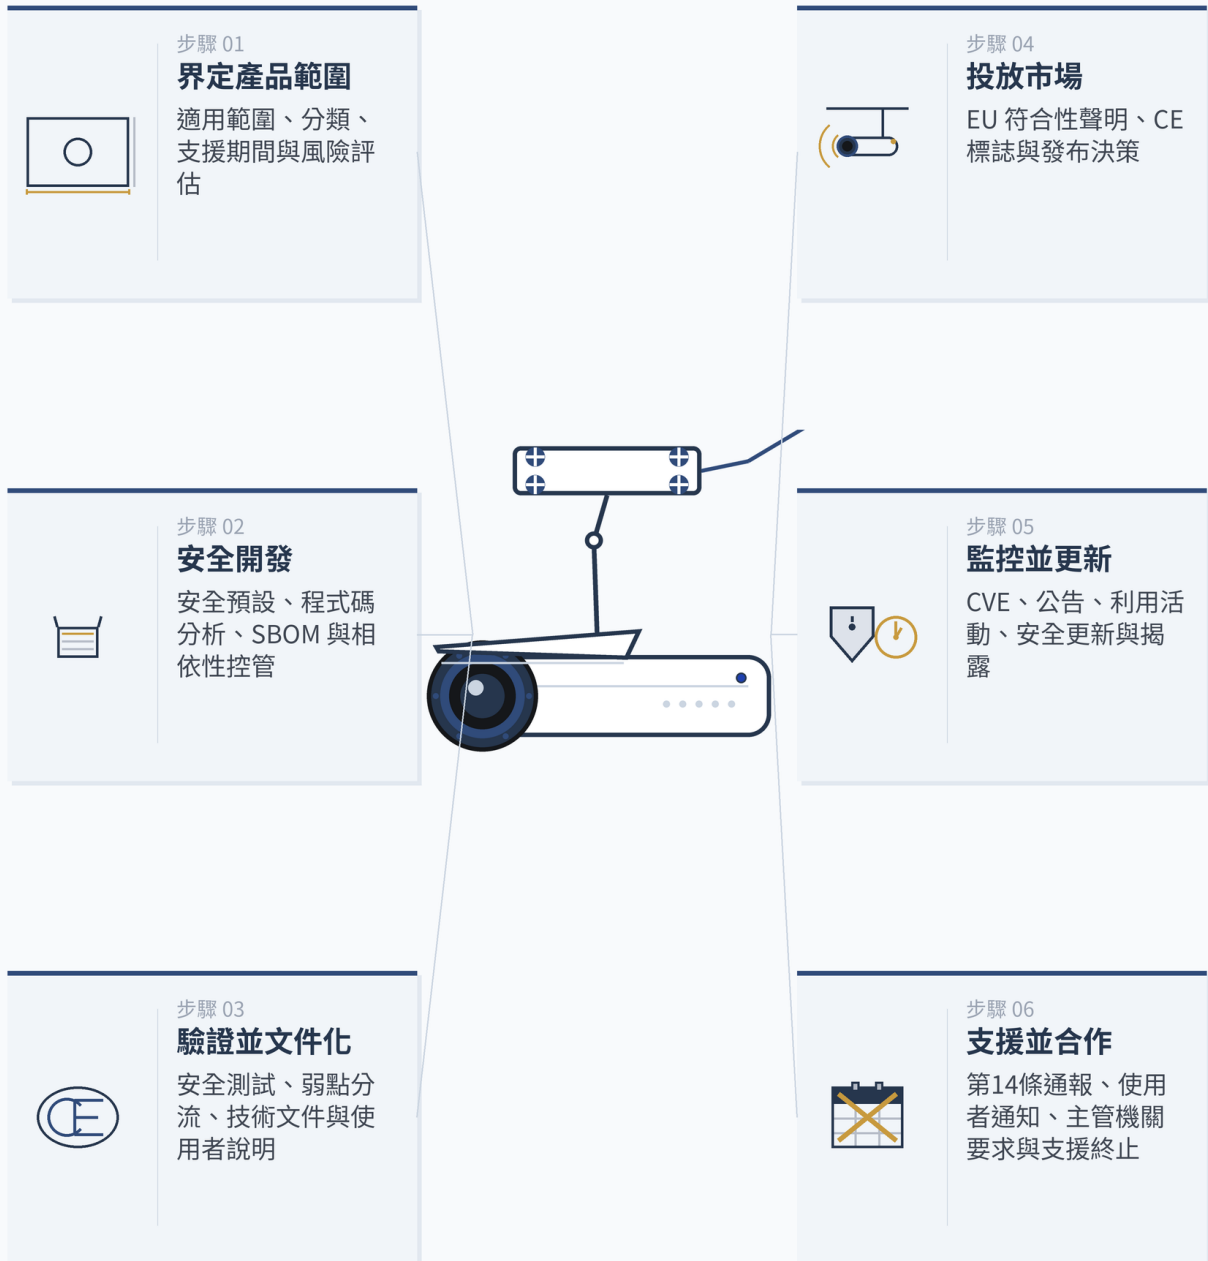 步驟 01
界定產品範圍
適用範圍、分類、
支援期間與風險評
估
步驟 02
安全開發
安全預設、程式碼
分析、SBOM 與相
依性控管
步驟 03
驗證並文件化
安全測試、弱點分
流、技術文件與使
用者說明
步驟 04
投放市場
EU 符合性聲明、CE
標誌與發布決策
步驟 05
監控並更新
CVE、公告、利用活
動、安全更新與揭
露
步驟 06
支援並合作
第14條通報、使用
者通知、主管機關
要求與支援終止